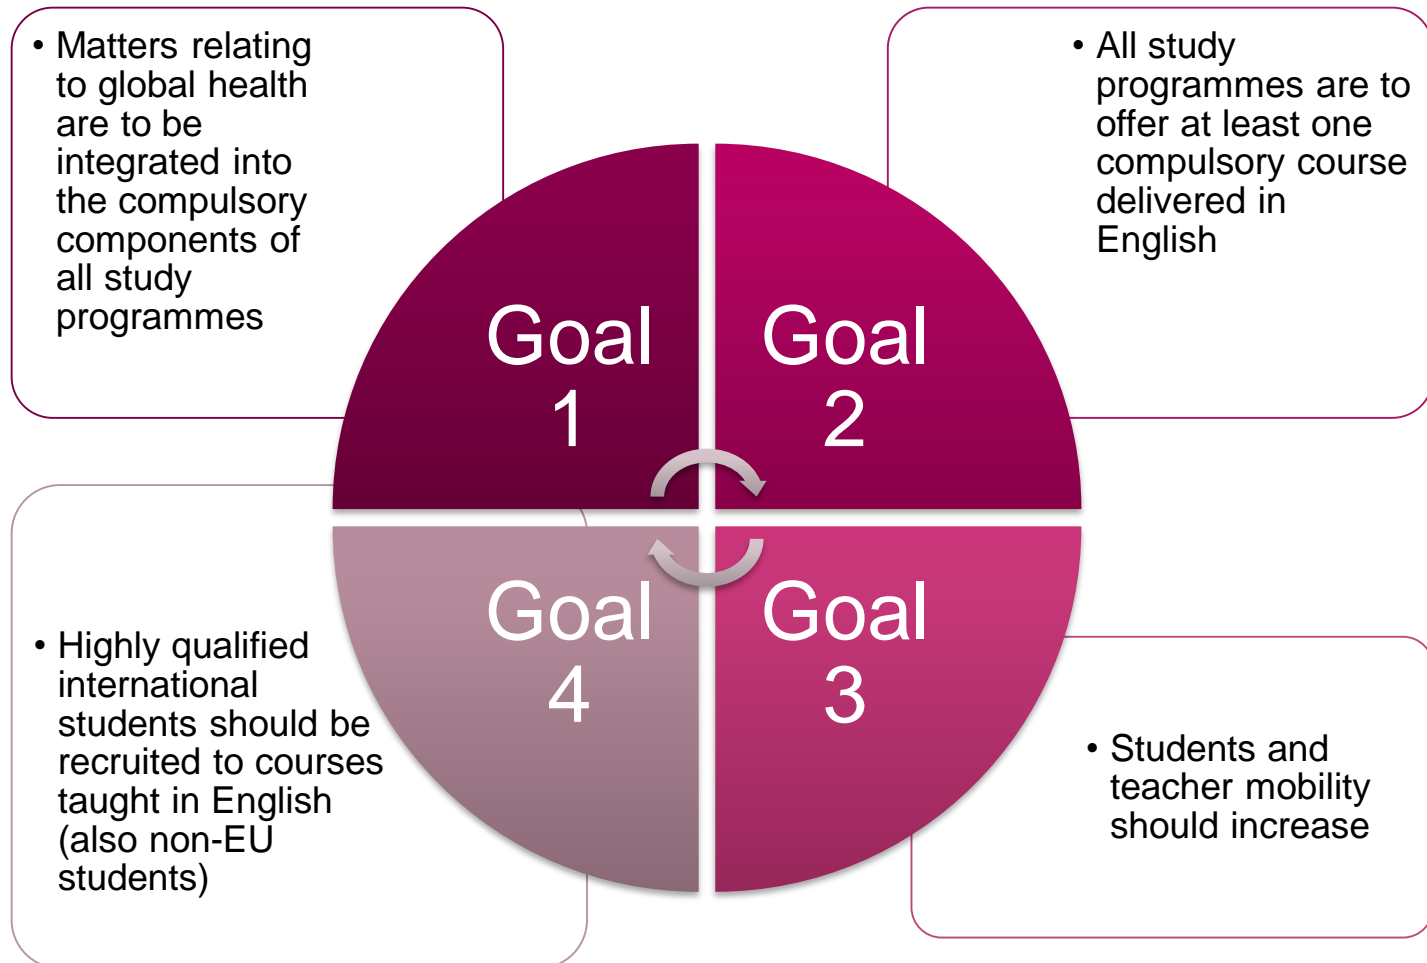 • Matters relating
to global health
are to be
integrated into
the compulsory
components of
all study
programmes
• All study
programmes are to
offer at least one
compulsory course
delivered in
English
Goal
1
Goal
2
Goal
4
Goal
3
• Highly qualified
international
students should be
recruited to courses
taught in English
(also non-EU
students)
• Students and
teacher mobility
should increase